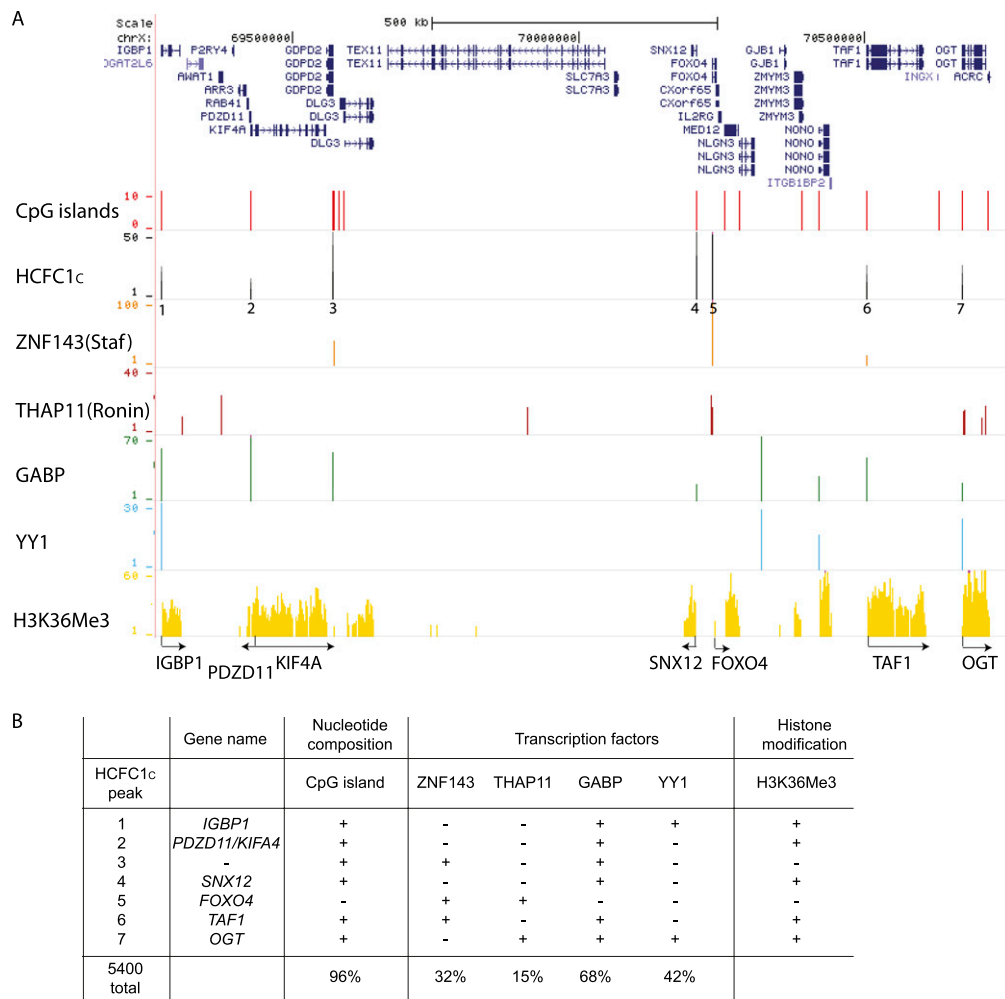 A
Scale
500 kb
chrX:
69500000
70000000
70500000
IGBP1 P2RY4 GDPD2 TEX11 SNX12 GJB1 TAF1 OGT
OGAT2L6 GDPD2 TEX11 FOXO4 GJB1 TAF1 OGT
AWAT1 GDPD2 SLC7A3 FOXO4 ZMYM3 INGX ACRC
ARR3 GDPD2 SLC7A3 CXorf65 ZMYM3
RAB41 DLG3 CXorf65 ZMYM3
PDZD11 DLG3 IL2RG ZMYM3
KIF4A MED12 NONO
DLG3 NLGN3 NONO
NLGN3 NONO
NLGN3 NONO
ITGB1BP2
10
CpG islands
0
50
HCFC1C
1
1 2 3 4 5 6 7
100
ZNF143(Staf)
1
40
THAP11(Ronin)
1
70
GABP
1
30
YY1
1
60
H3K36Me3
1
IGBP1 PDZD11 KIF4A SNX12 FOXO4 TAF1 OGT
B
Gene name Nucleotide composition Transcription factors Histone modification
HCFC1C peak CpG island ZNF143 THAP11 GABP YY1 H3K36Me3
1 IGBP1 + - - + + +
2 PDZD11/KIFA4 + - - + - +
3 - + + - + - -
4 SNX12 + - - + - +
5 FOXO4 - + + - - -
6 TAF1 + + - + - +
7 OGT + - + + + +
5400 total 96% 32% 15% 68% 42%